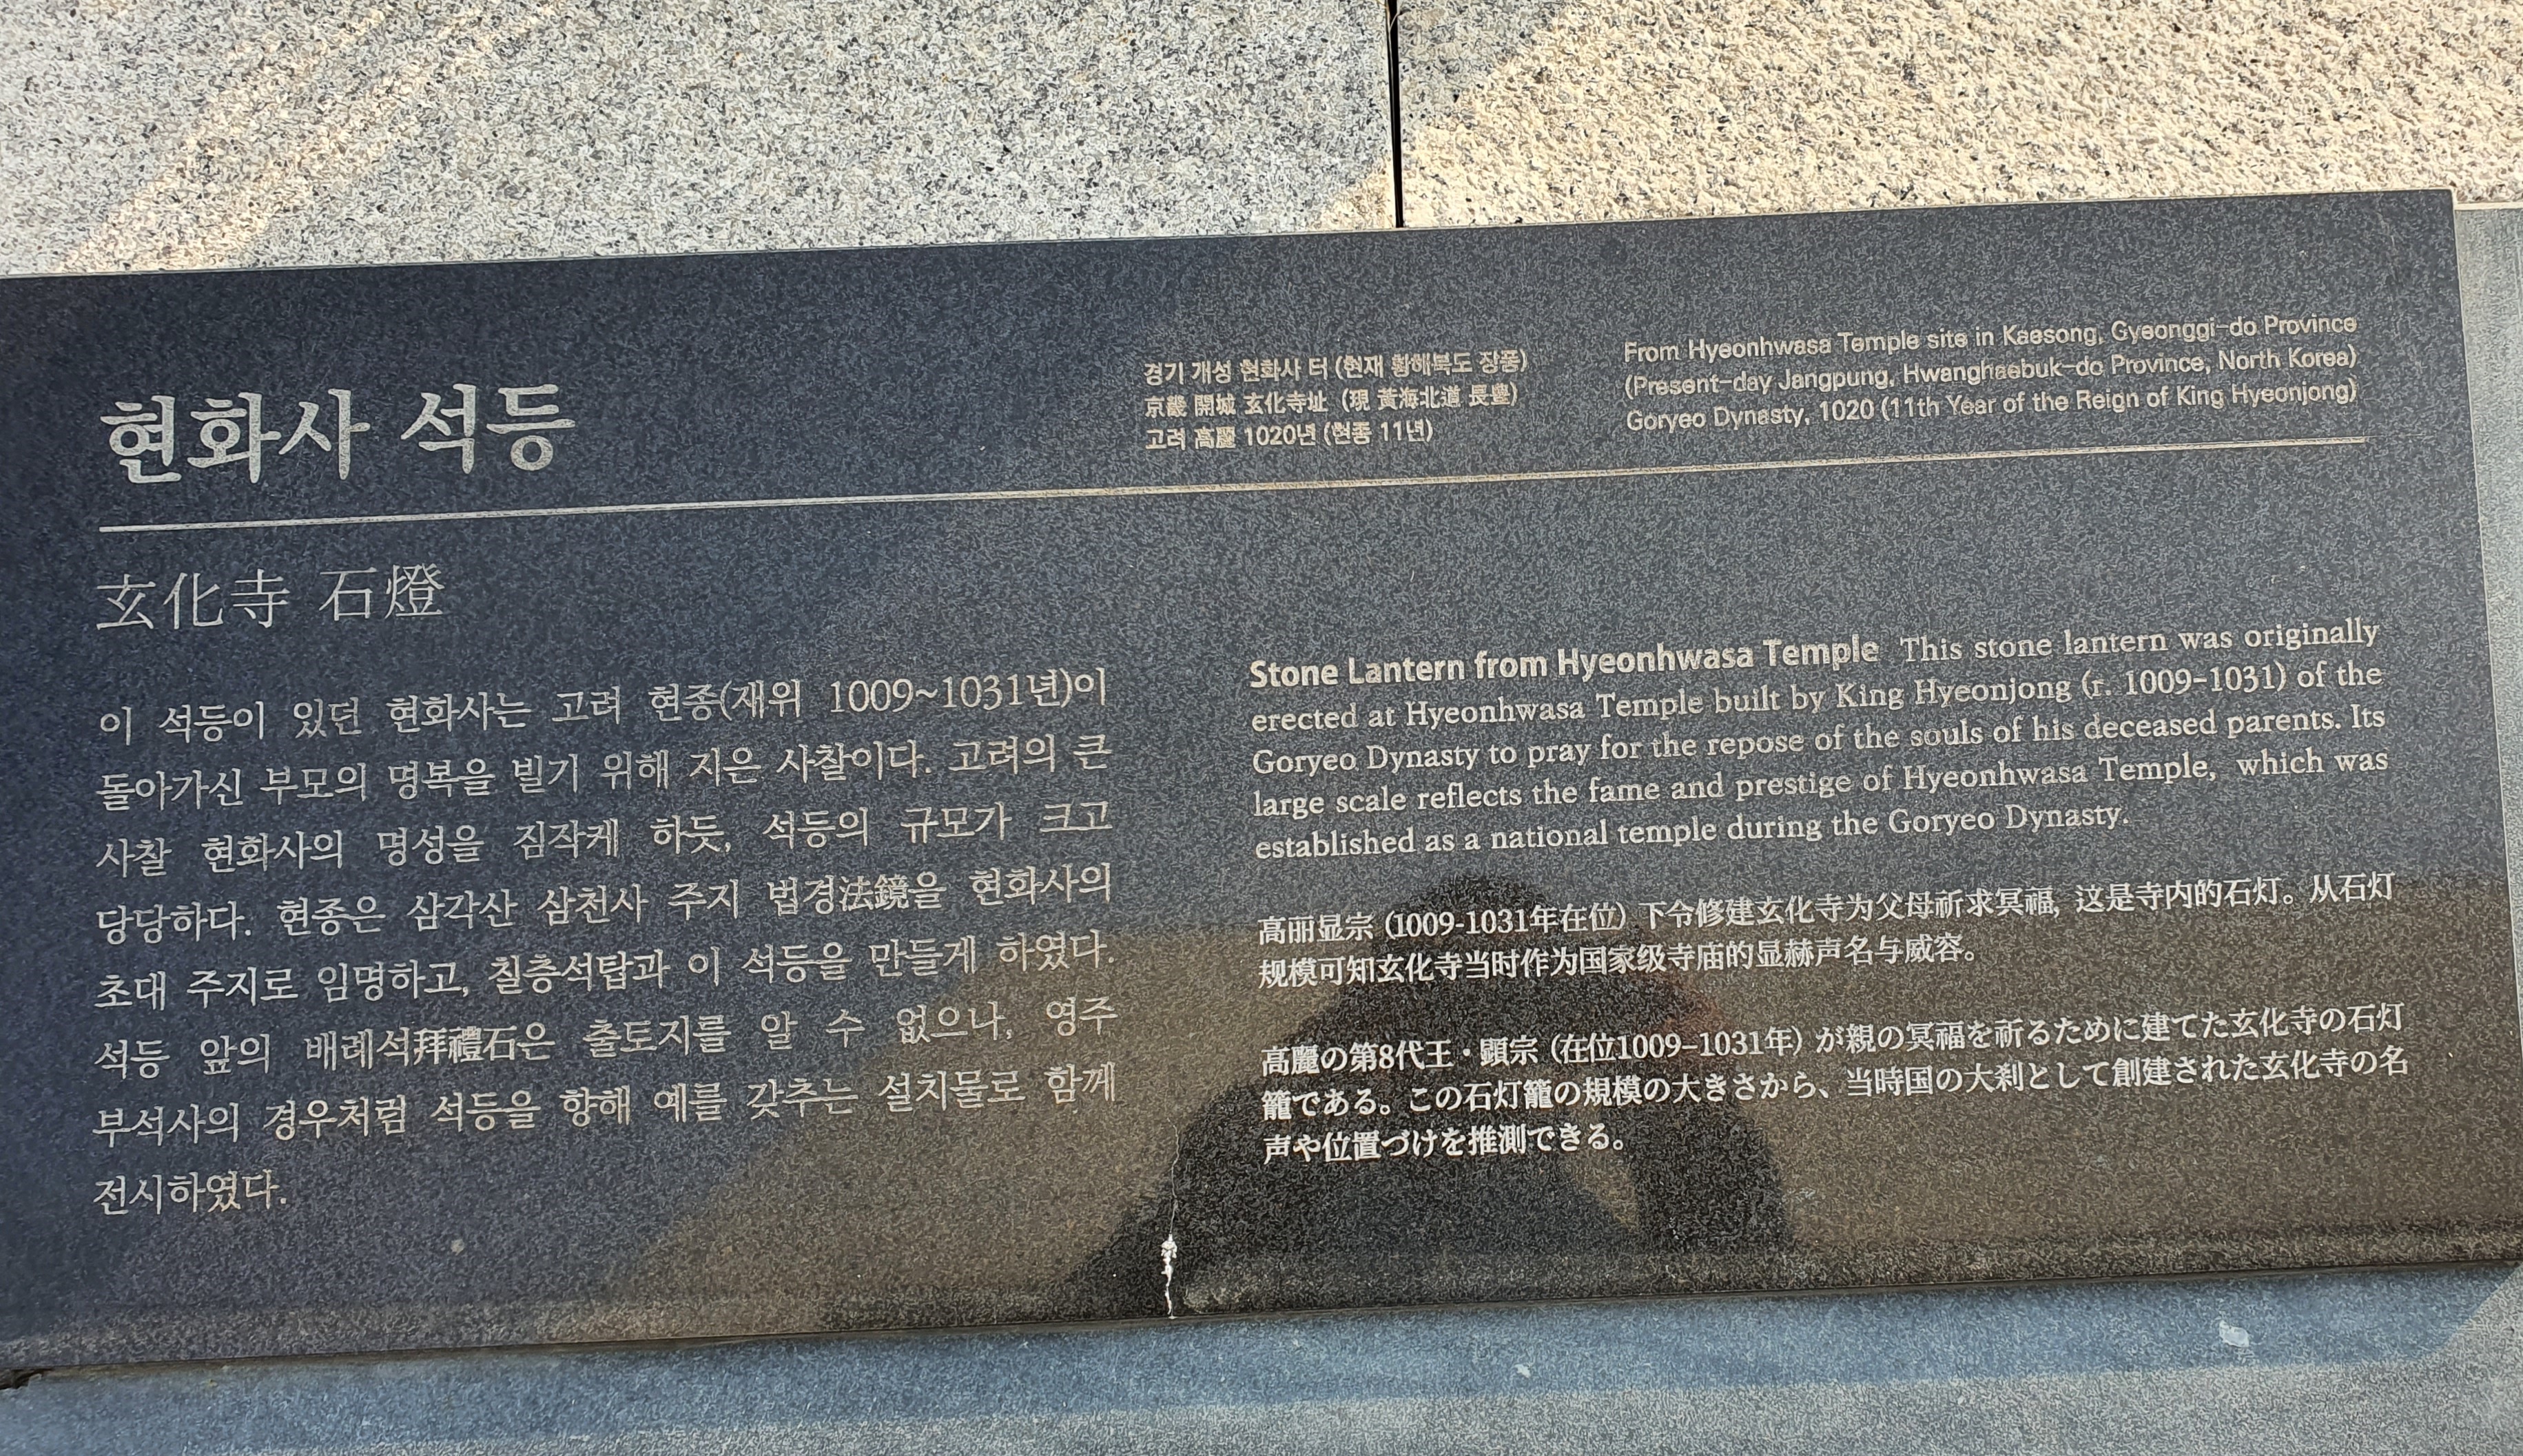 현화사 석등
경기 개성 현화사 터 (현재 황해북도 장풍)
京畿 開城 玄化寺址 (現 黃海北道 長豊)
고려 高麗 1020년 (현종 11년)
From Hyeonhwasa Temple site in Kaesong, Gyeonggi-do Province
(Present-day Jangpung, Hwanghaebuk-do Province, North Korea)
Goryeo Dynasty, 1020 (11th Year of the Reign of King Hyeonjong)
玄化寺 石燈
이 석등이 있던 현화사는 고려 현종(재위 1009~1031년)이
돌아가신 부모의 명복을 빌기 위해 지은 사찰이다. 고려의 큰
사찰 현화사의 명성을 짐작케 하듯, 석등의 규모가 크고
당당하다. 현종은 삼각산 삼천사 주지 법경法鏡을 현화사의
초대 주지로 임명하고, 칠층석탑과 이 석등을 만들게 하였다.
석등 앞의 배례석拜禮石은 출토지를 알 수 없으나, 영주
부석사의 경우처럼 석등을 향해 예를 갖추는 설치물로 함께
전시하였다.
Stone Lantern from Hyeonhwasa Temple This stone lantern was originally
erected at Hyeonhwasa Temple built by King Hyeonjong (r. 1009-1031) of the
Goryeo Dynasty to pray for the repose of the souls of his deceased parents. Its
large scale reflects the fame and prestige of Hyeonhwasa Temple, which was
established as a national temple during the Goryeo Dynasty.
高丽显宗 (1009-1031年在位) 下令修建玄化寺为父母祈求冥福, 这是寺内的石灯。从石灯
规模可知玄化寺当时作为国家级寺庙的显赫声名与威容。
高麗の第8代王・顕宗 (在位1009-1031年) が親の冥福を祈るために建てた玄化寺の石灯
籠である。この石灯籠の規模の大きさから、当時国の大刹として創建された玄化寺の名
声や位置づけを推測できる。